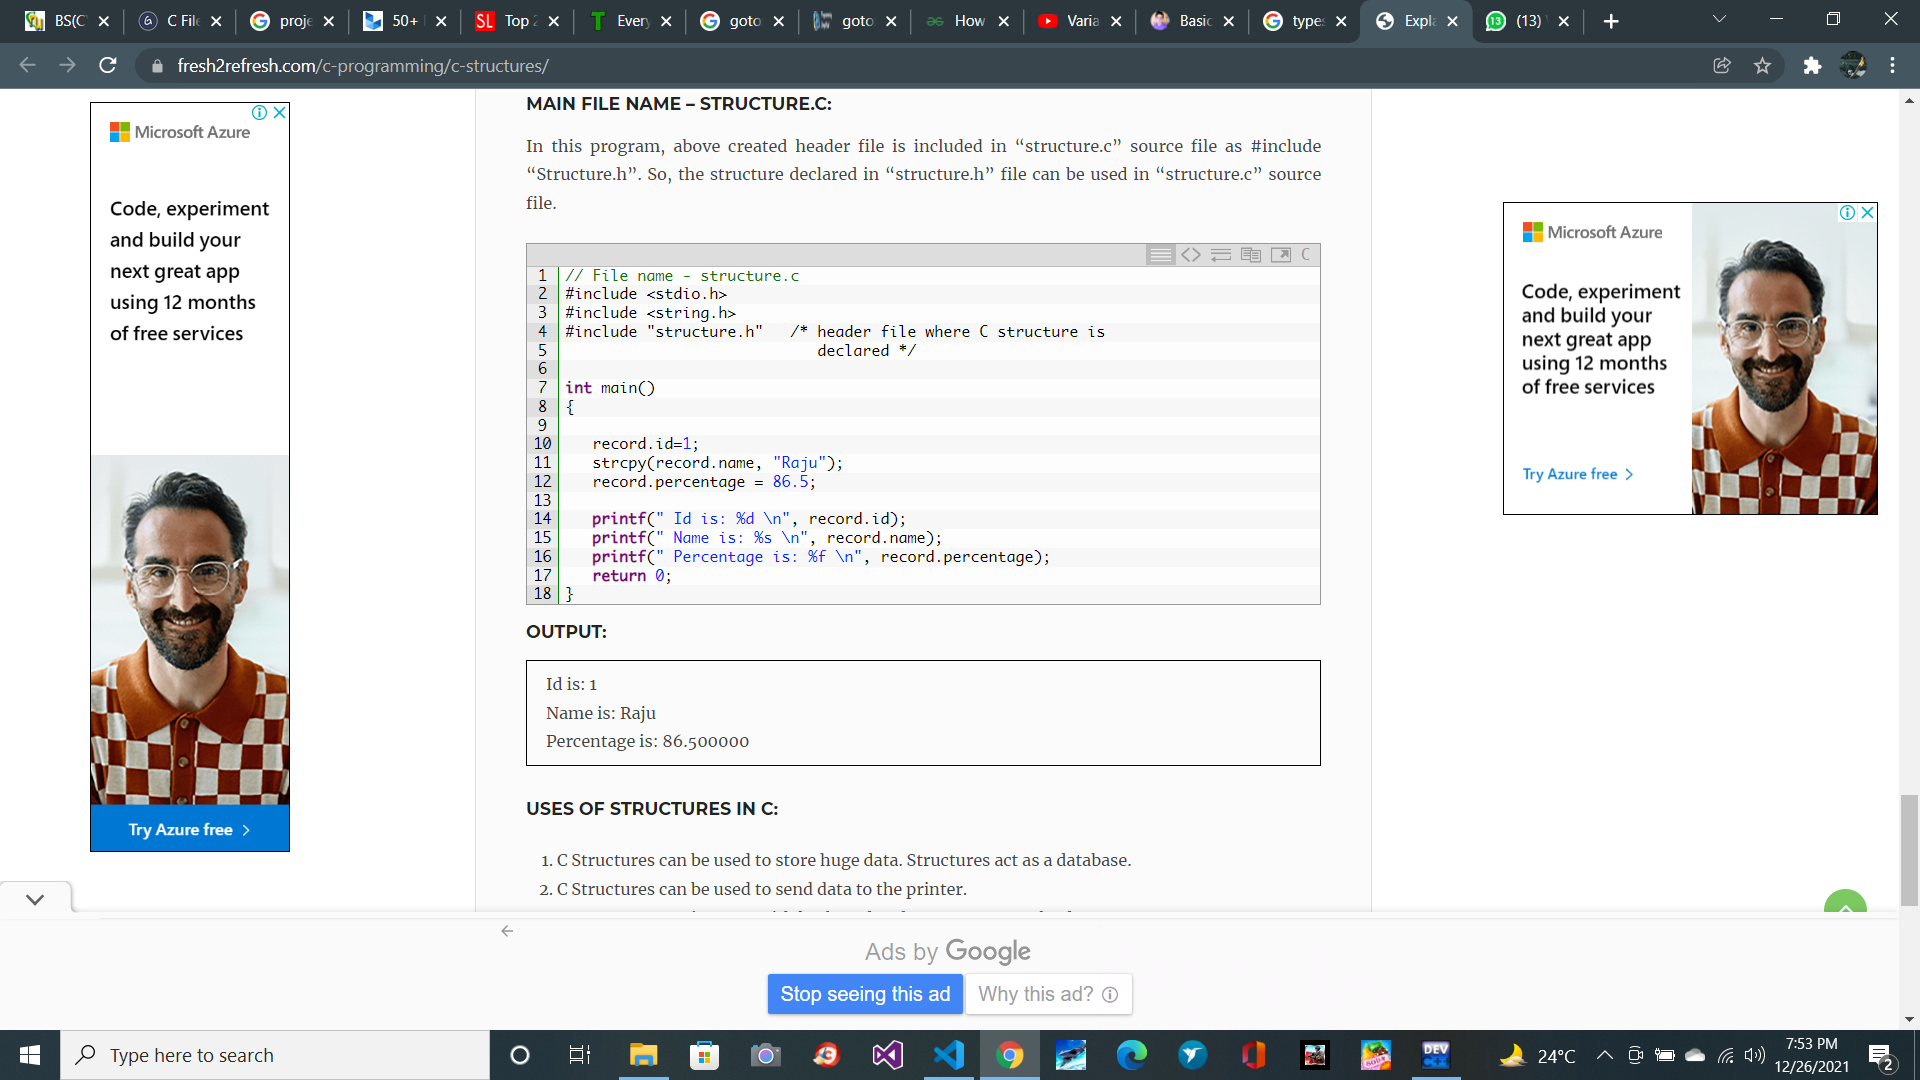 BS(C
C File
proje
50+
Top 2
Every
goto
goto
How
Varia
Basic
types
Expla
(13)
fresh2refresh.com/c-programming/c-structures/
MAIN FILE NAME – STRUCTURE.C:
In this program, above created header file is included in “structure.c” source file as #include
“Structure.h”. So, the structure declared in “structure.h” file can be used in “structure.c” source
file.
C
1 // File name - structure.c
2 #include <stdio.h>
3 #include <string.h>
4 #include "structure.h"   /* header file where C structure is
5                             declared */
6
7 int main()
8 {
9
10    record.id=1;
11    strcpy(record.name, "Raju");
12    record.percentage = 86.5;
13
14    printf(" Id is: %d \n", record.id);
15    printf(" Name is: %s \n", record.name);
16    printf(" Percentage is: %f \n", record.percentage);
17    return 0;
18 }
OUTPUT:
Id is: 1
Name is: Raju
Percentage is: 86.500000
USES OF STRUCTURES IN C:
1. C Structures can be used to store huge data. Structures act as a database.
2. C Structures can be used to send data to the printer.
Microsoft Azure
Code, experiment
and build your
next great app
using 12 months
of free services
Try Azure free >
Microsoft Azure
Code, experiment
and build your
next great app
using 12 months
of free services
Try Azure free >
Ads by Google
Stop seeing this ad
Why this ad?
Type here to search
DEV
C++
24°C
7:53 PM
12/26/2021
2